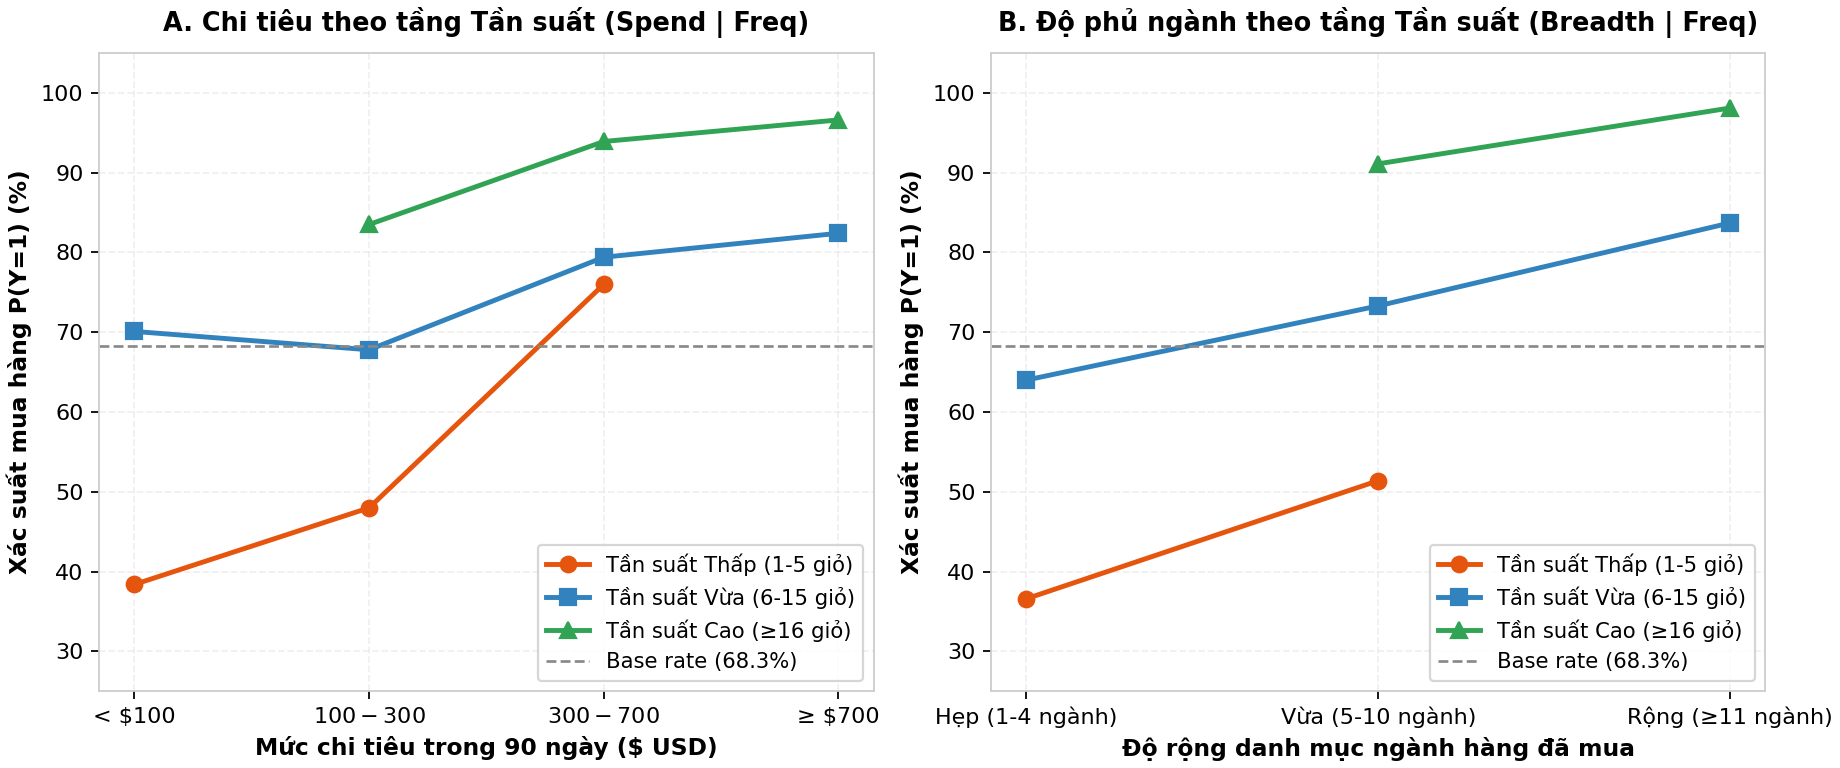 A. Chi tiêu theo tầng Tần suất (Spend | Freq)
Xác suất mua hàng P(Y=1) (%)
100
90
80
70
60
50
40
30
Tần suất Thấp (1-5 giỏ)
Tần suất Vừa (6-15 giỏ)
Tần suất Cao (≥16 giỏ)
Base rate (68.3%)
< $100
100 − 300
300 − 700
≥ $700
Mức chi tiêu trong 90 ngày ($ USD)
B. Độ phủ ngành theo tầng Tần suất (Breadth | Freq)
Xác suất mua hàng P(Y=1) (%)
100
90
80
70
60
50
40
30
Tần suất Thấp (1-5 giỏ)
Tần suất Vừa (6-15 giỏ)
Tần suất Cao (≥16 giỏ)
Base rate (68.3%)
Hẹp (1-4 ngành)
Vừa (5-10 ngành)
Rộng (≥11 ngành)
Độ rộng danh mục ngành hàng đã mua